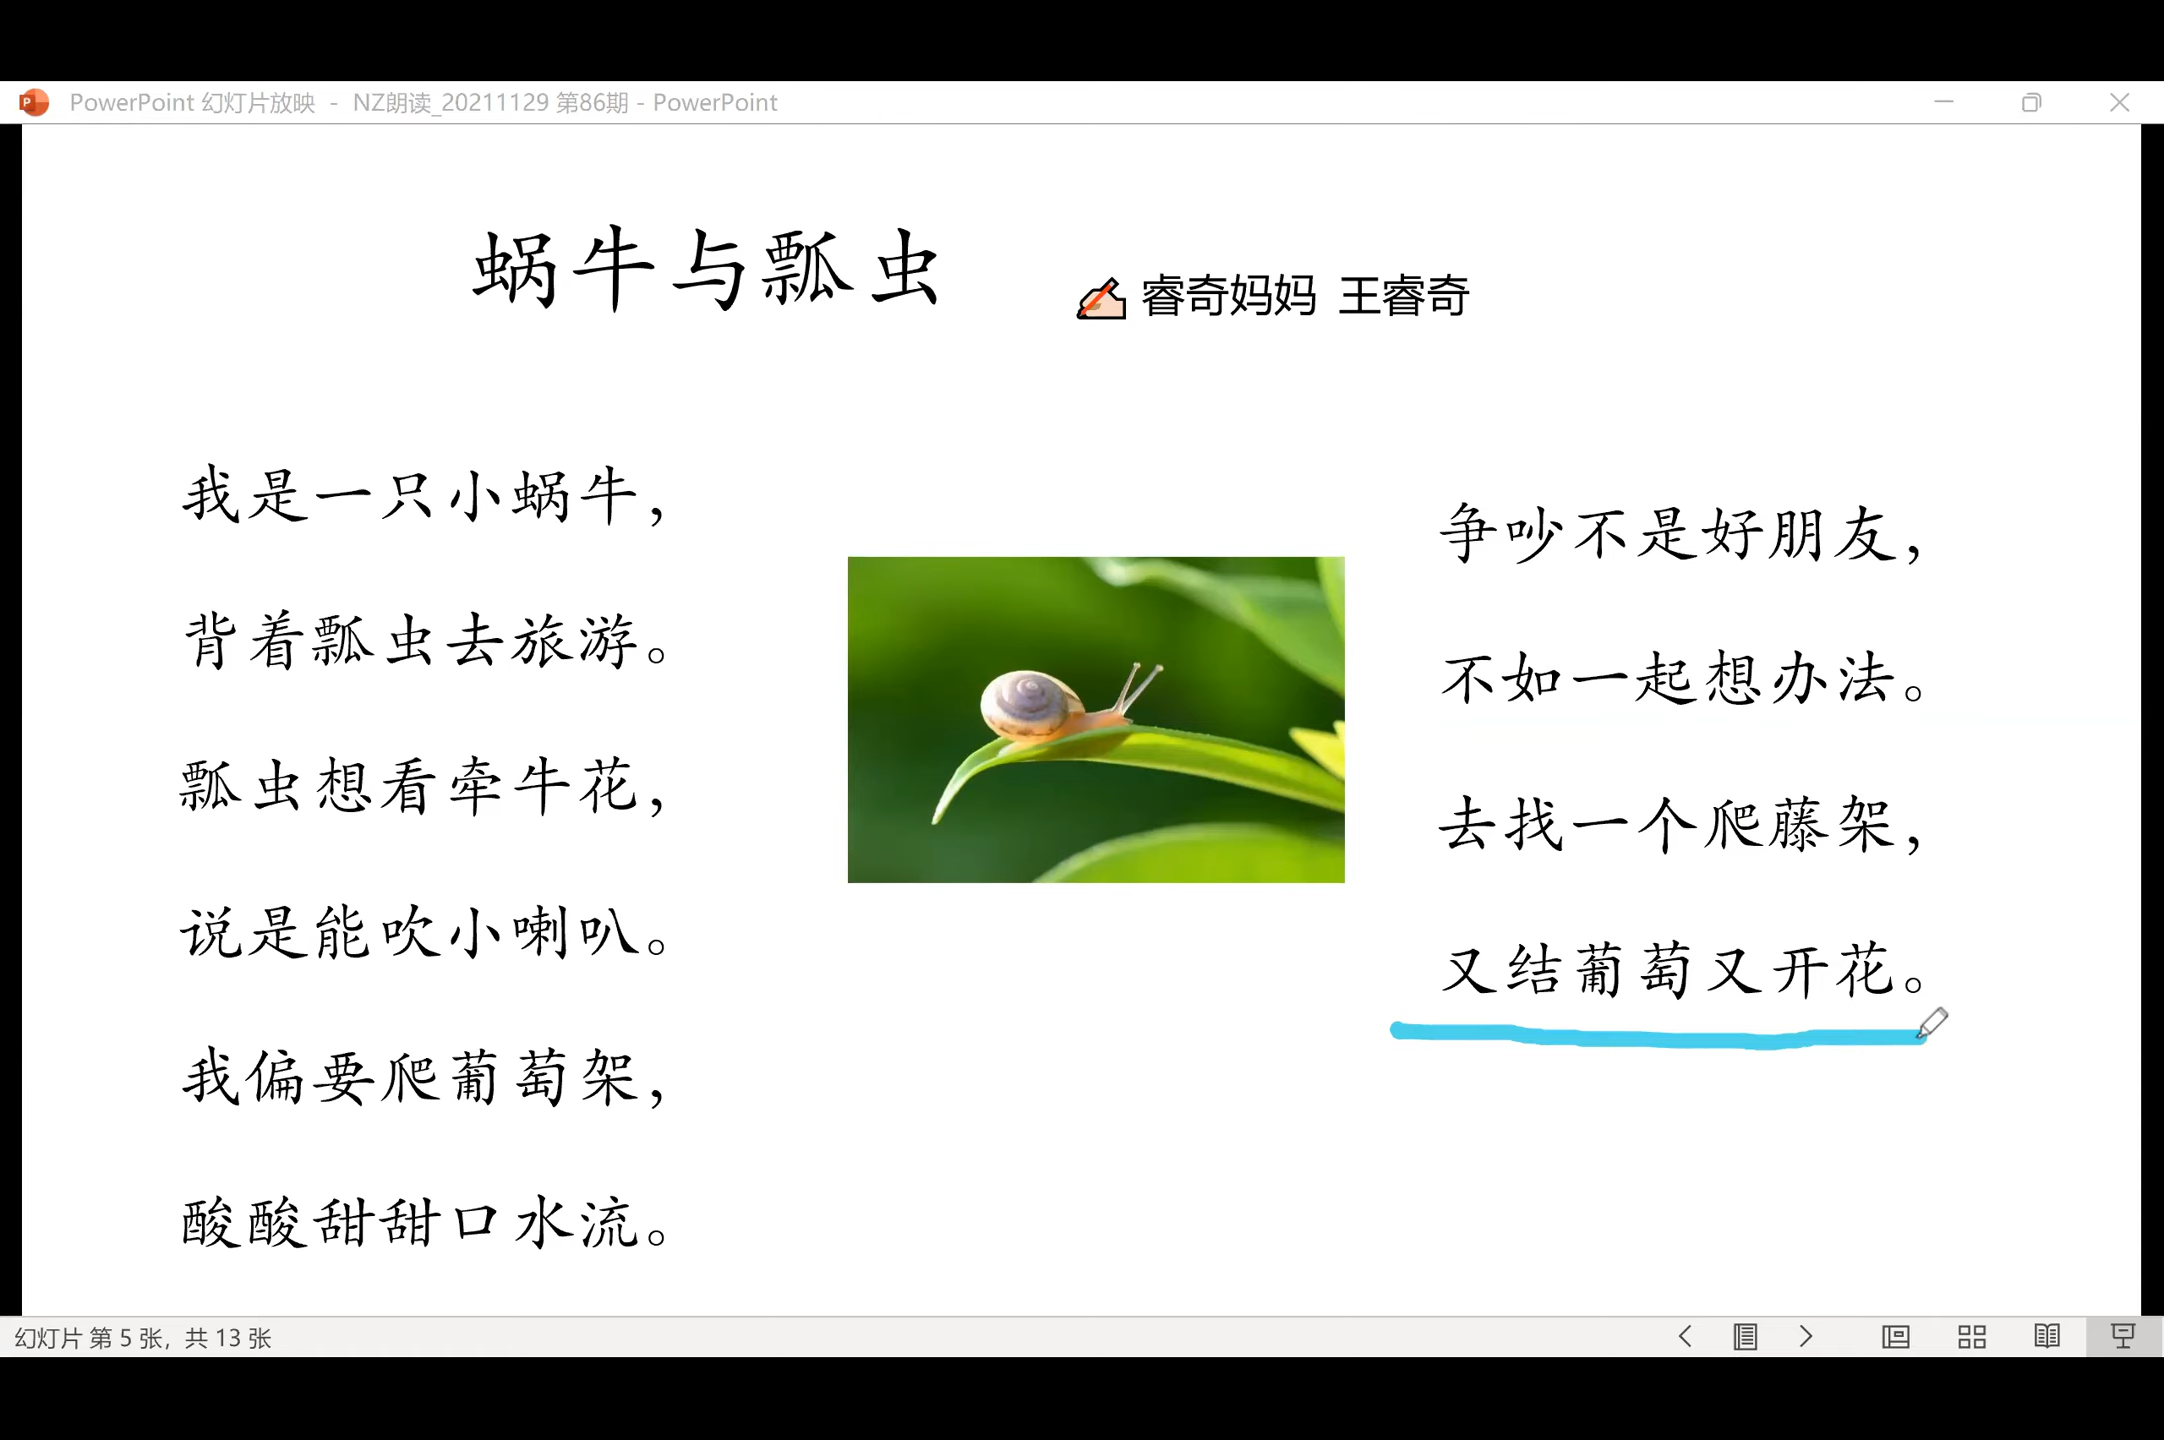 PowerPoint 幻灯片放映 - NZ朗读_20211129 第86期 - PowerPoint
蜗牛与瓢虫
睿奇妈妈 王睿奇
我是一只小蜗牛，
背着瓢虫去旅游。
瓢虫想看牵牛花，
说是能吹小喇叭。
我偏要爬葡萄架，
酸酸甜甜口水流。
争吵不是好朋友，
不如一起想办法。
去找一个爬藤架，
又结葡萄又开花。
幻灯片 第 5 张，共 13 张